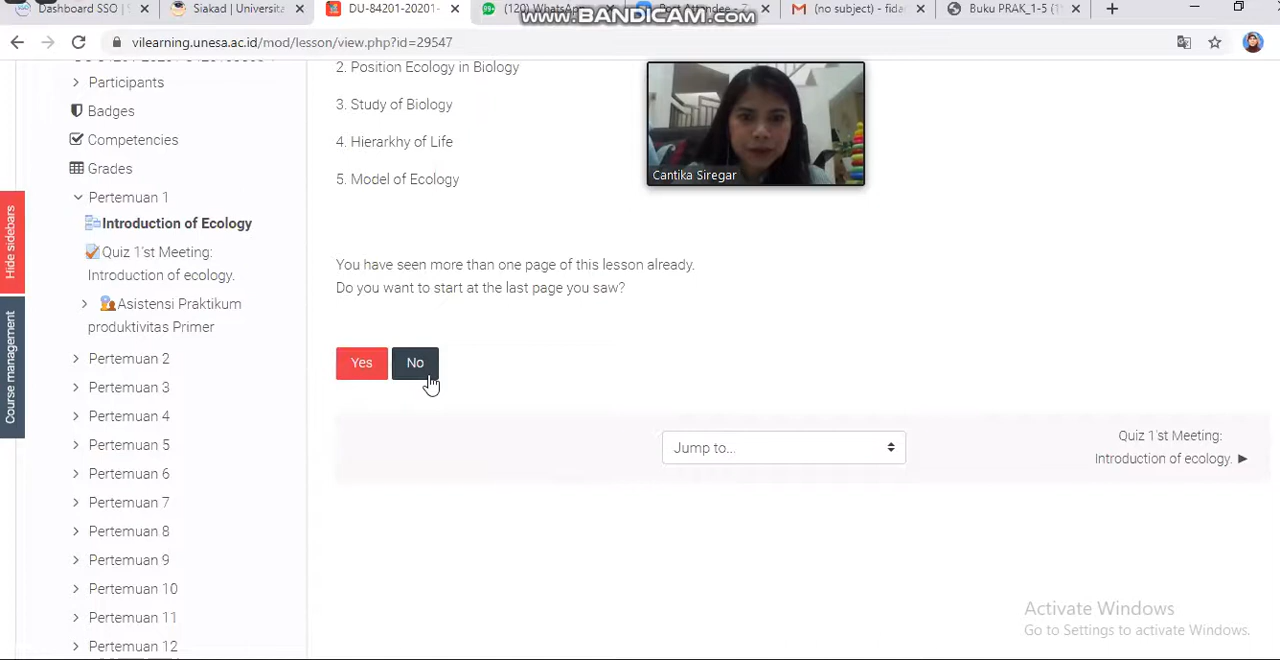 Dashboard SSO | S
Siakad | Universita
DU-84201-20201-
(120) WhatsApp
Post Attendee - Z
(no subject) - fida
Buku PRAK_1-5 (1
www.BANDICAM.com
vilearning.unesa.ac.id/mod/lesson/view.php?id=29547
Participants
Badges
Competencies
Grades
Pertemuan 1
Introduction of Ecology
Quiz 1'st Meeting:
Introduction of ecology.
Asistensi Praktikum
produktivitas Primer
Pertemuan 2
Pertemuan 3
Pertemuan 4
Pertemuan 5
Pertemuan 6
Pertemuan 7
Pertemuan 8
Pertemuan 9
Pertemuan 10
Pertemuan 11
Pertemuan 12
Hide sidebars
Course management
2. Position Ecology in Biology
3. Study of Biology
4. Hierarkhy of Life
5. Model of Ecology
Cantika Siregar
You have seen more than one page of this lesson already.
Do you want to start at the last page you saw?
Yes
No
Jump to...
Quiz 1'st Meeting:
Introduction of ecology. ►
Activate Windows
Go to Settings to activate Windows.